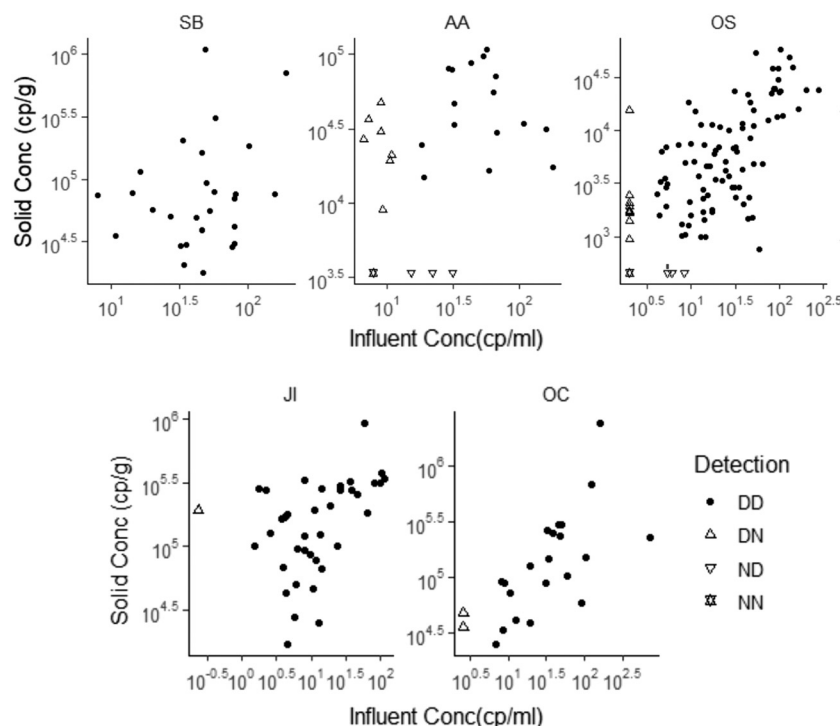 SB AA OS
Solid Conc (cp/g)
10^6 10^5.5 10^5 10^4.5
10^1 10^1.5 10^2
10^5 10^4.5 10^4 10^3.5
10^1 10^1.5 10^2
10^4.5 10^4 10^3.5 10^3
10^0.5 10^1 10^1.5 10^2 10^2.5
Influent Conc(cp/ml)
JI OC
Solid Conc (cp/g)
10^6 10^5.5 10^5 10^4.5
10^-0.5 10^0 10^0.5 10^1 10^1.5 10^2
10^6 10^5.5 10^5 10^4.5
10^0.5 10^1 10^1.5 10^2 10^2.5
Influent Conc(cp/ml)
Detection
DD
DN
ND
NN